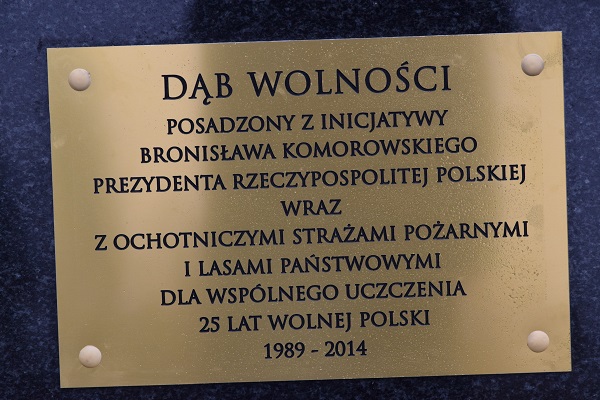 DĄB WOLNOŚCI
POSADZONY Z INICJATYWY
BRONISŁAWA KOMOROWSKIEGO
PREZYDENTA RZECZYPOSPOLITEJ POLSKIEJ
WRAZ
Z OCHOTNICZYMI STRAŻAMI POŻARNYMI
I LASAMI PAŃSTWOWYMI
DLA WSPÓLNEGO UCZCZENIA
25 LAT WOLNEJ POLSKI
1989 - 2014